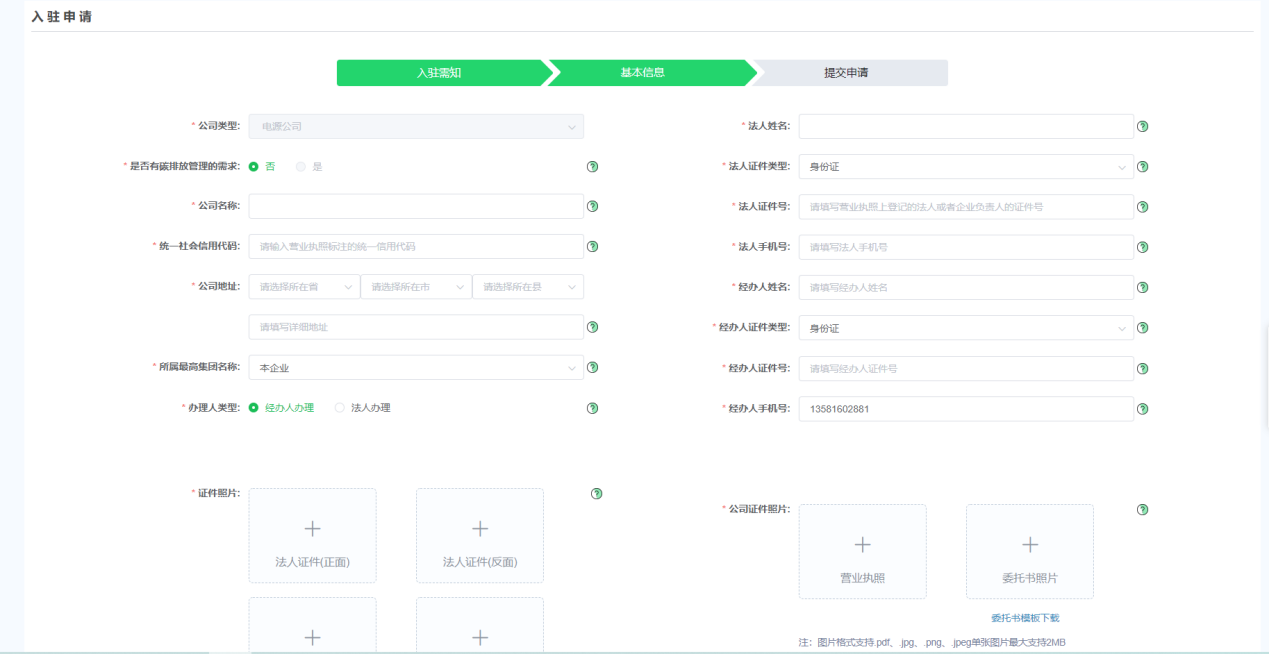 入驻申请
入驻需知
基本信息
提交申请
* 公司类型: 电源公司
* 是否有碳排放管理的需求: 否 是
* 公司名称:
* 统一社会信用代码: 请输入营业执照标注的统一信用代码
* 公司地址: 请选择所在省 请选择所在市 请选择所在县
请填写详细地址
* 所属最高集团名称: 本企业
* 办理人类型: 经办人办理 法人办理
* 法人姓名:
* 法人证件类型: 身份证
* 法人证件号: 请填写营业执照上登记的法人或者企业负责人的证件号
* 法人手机号: 请填写法人手机号
* 经办人姓名: 请填写经办人姓名
* 经办人证件类型: 身份证
* 经办人证件号: 请填写经办人证件号
* 经办人手机号: 13581602881
* 证件照片:
法人证件(正面)
法人证件(反面)
* 公司证件照片:
营业执照
委托书照片
委托书模板下载
注：图片格式支持.pdf、.jpg、.png、.jpeg单张图片最大支持2MB